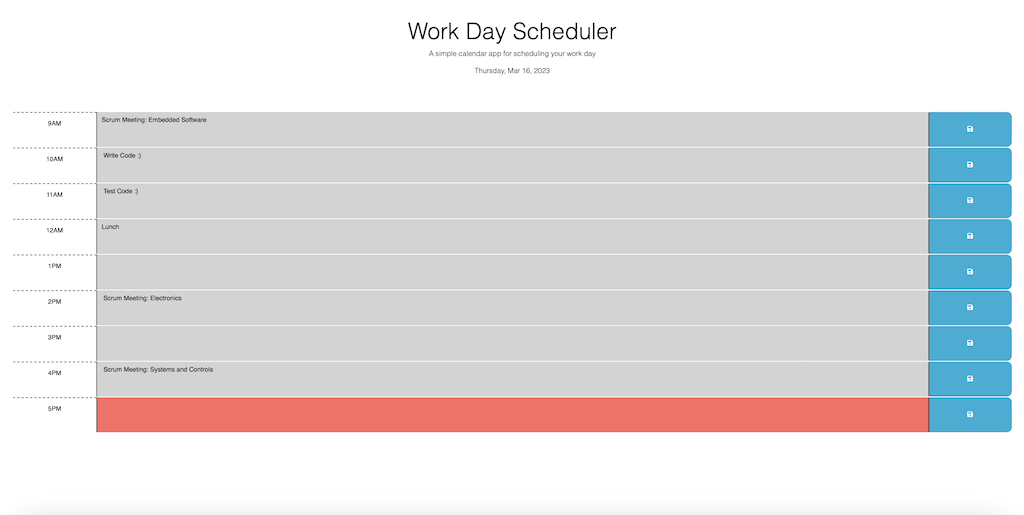 Work Day Scheduler
A simple calendar app for scheduling your work day
Thursday, Mar 16, 2023
9AM Scrum Meeting: Embedded Software
10AM Write Code :)
11AM Test Code :)
12AM Lunch
1PM
2PM Scrum Meeting: Electronics
3PM
4PM Scrum Meeting: Systems and Controls
5PM